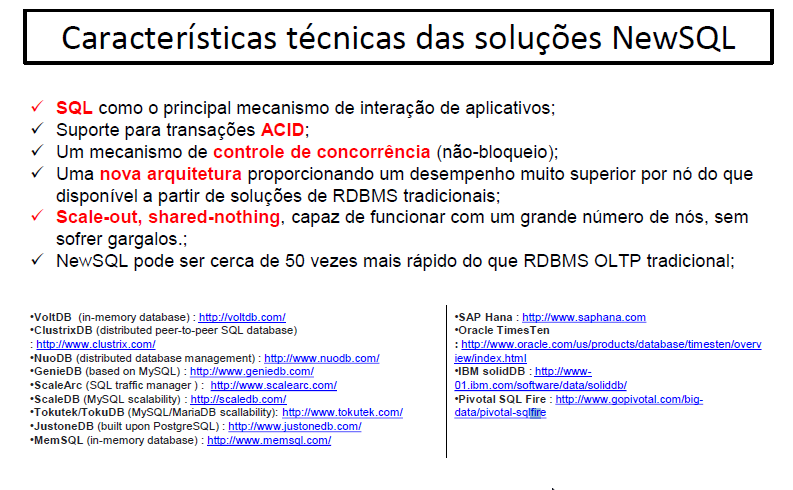 Características técnicas das soluções NewSQL
✓ SQL como o principal mecanismo de interação de aplicativos;
✓ Suporte para transações ACID;
✓ Um mecanismo de controle de concorrência (não-bloqueio);
✓ Uma nova arquitetura proporcionando um desempenho muito superior por nó do que
disponível a partir de soluções de RDBMS tradicionais;
✓ Scale-out, shared-nothing, capaz de funcionar com um grande número de nós, sem
sofrer gargalos.;
✓ NewSQL pode ser cerca de 50 vezes mais rápido do que RDBMS OLTP tradicional;
•VoltDB (in-memory database) : http://voltdb.com/
•ClustrixDB (distributed peer-to-peer SQL database)
: http://www.clustrix.com/
•NuoDB (distributed database management) : http://www.nuodb.com/
•GenieDB (based on MySQL) : http://www.geniedb.com/
•ScaleArc (SQL traffic manager ) : http://www.scalearc.com/
•ScaleDB (MySQL scalability) : http://scaledb.com/
•Tokutek/TokuDB (MySQL/MariaDB scallability): http://www.tokutek.com/
•JustoneDB (built upon PostgreSQL) : http://www.justonedb.com/
•MemSQL (in-memory database) : http://www.memsql.com/
•SAP Hana : http://www.saphana.com
•Oracle TimesTen
: http://www.oracle.com/us/products/database/timesten/overv
iew/index.html
•IBM solidDB : http://www-
01.ibm.com/software/data/soliddb/
•Pivotal SQL Fire : http://www.gopivotal.com/big-
data/pivotal-sqlfire